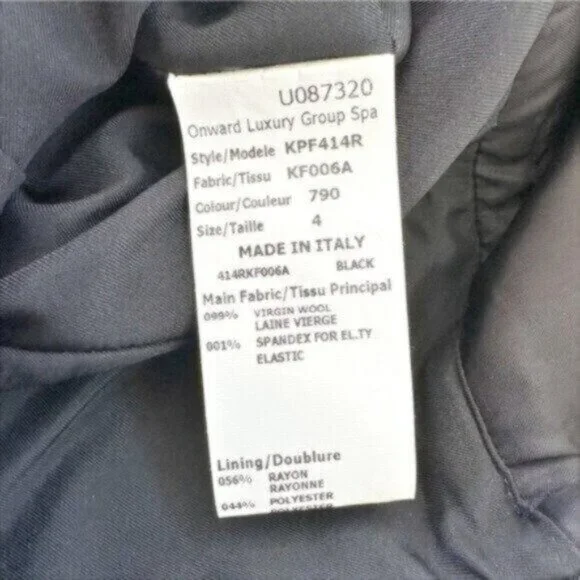 U087320
Onward Luxury Group Spa
Style/Modele KPF414R
Fabric/Tissu KF006A
Colour/Couleur 790
Size/Taille 4
MADE IN ITALY
414RKF006A BLACK
Main Fabric/Tissu Principal
099% VIRGIN WOOL
LAINE VIERGE
001% SPANDEX FOR EL.TY
ELASTIC
Lining/Doublure
056% RAYON
RAYONNE
044% POLYESTER
POLYESTER